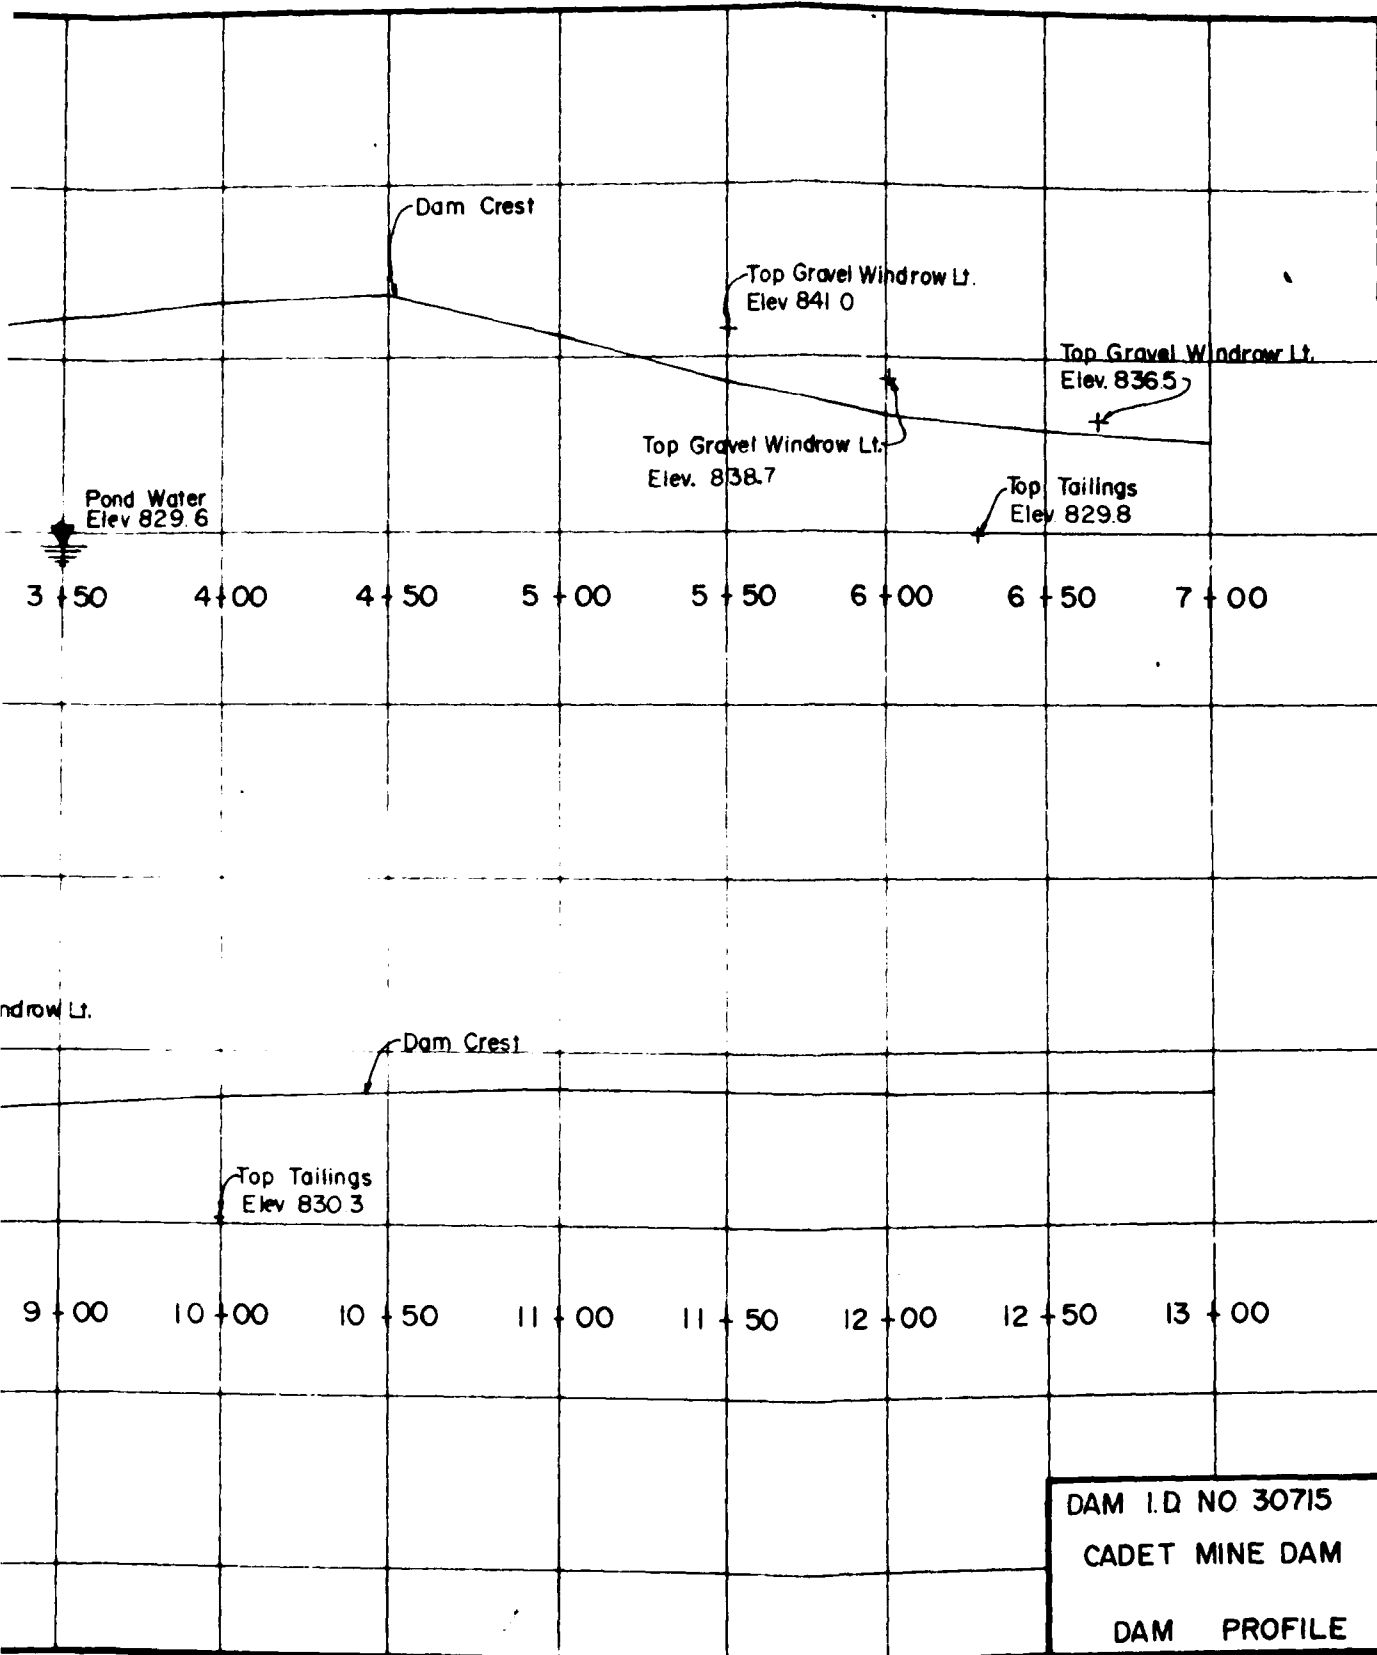 Dam Crest
Top Gravel Windrow Lt.
Elev 841 0
Top Gravel Windrow Lt.
Elev. 836.5
Top Gravel Windrow Lt.
Elev. 838.7
Pond Water
Elev 829.6
Top Tailings
Elev 829.8
3+50 4+00 4+50 5+00 5+50 6+00 6+50 7+00
ndrow Lt.
Dam Crest
Top Tailings
Elev 830 3
9+00 10+00 10+50 11+00 11+50 12+00 12+50 13+00
DAM I.D. NO 30715
CADET MINE DAM
DAM PROFILE